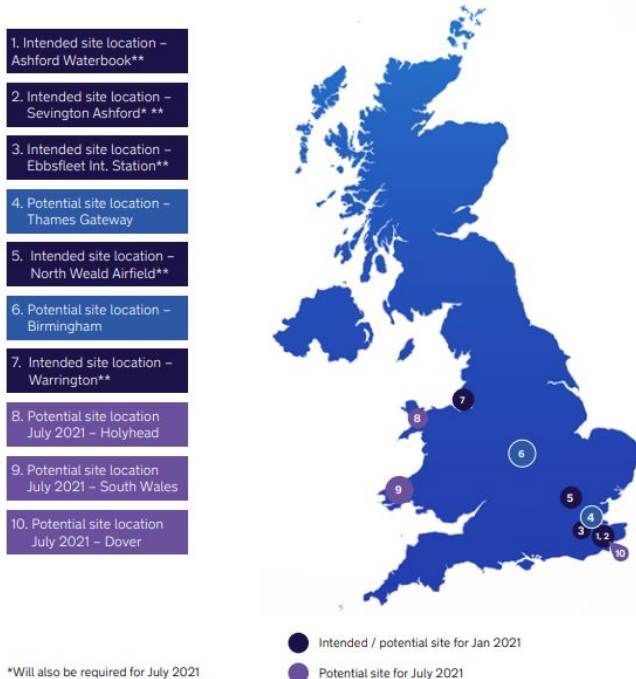 1. Intended site location –
Ashford Waterbook**
2. Intended site location –
Sevington Ashford* **
3. Intended site location –
Ebbsfleet Int. Station**
4. Potential site location –
Thames Gateway
5. Intended site location –
North Weald Airfield**
6. Potential site location –
Birmingham
7. Intended site location –
Warrington**
8. Potential site location
July 2021 – Holyhead
9. Potential site location
July 2021 – South Wales
10. Potential site location
July 2021 – Dover
7
8
6
9
5
4
3
1, 2
10
Intended / potential site for Jan 2021
*Will also be required for July 2021
Potential site for July 2021